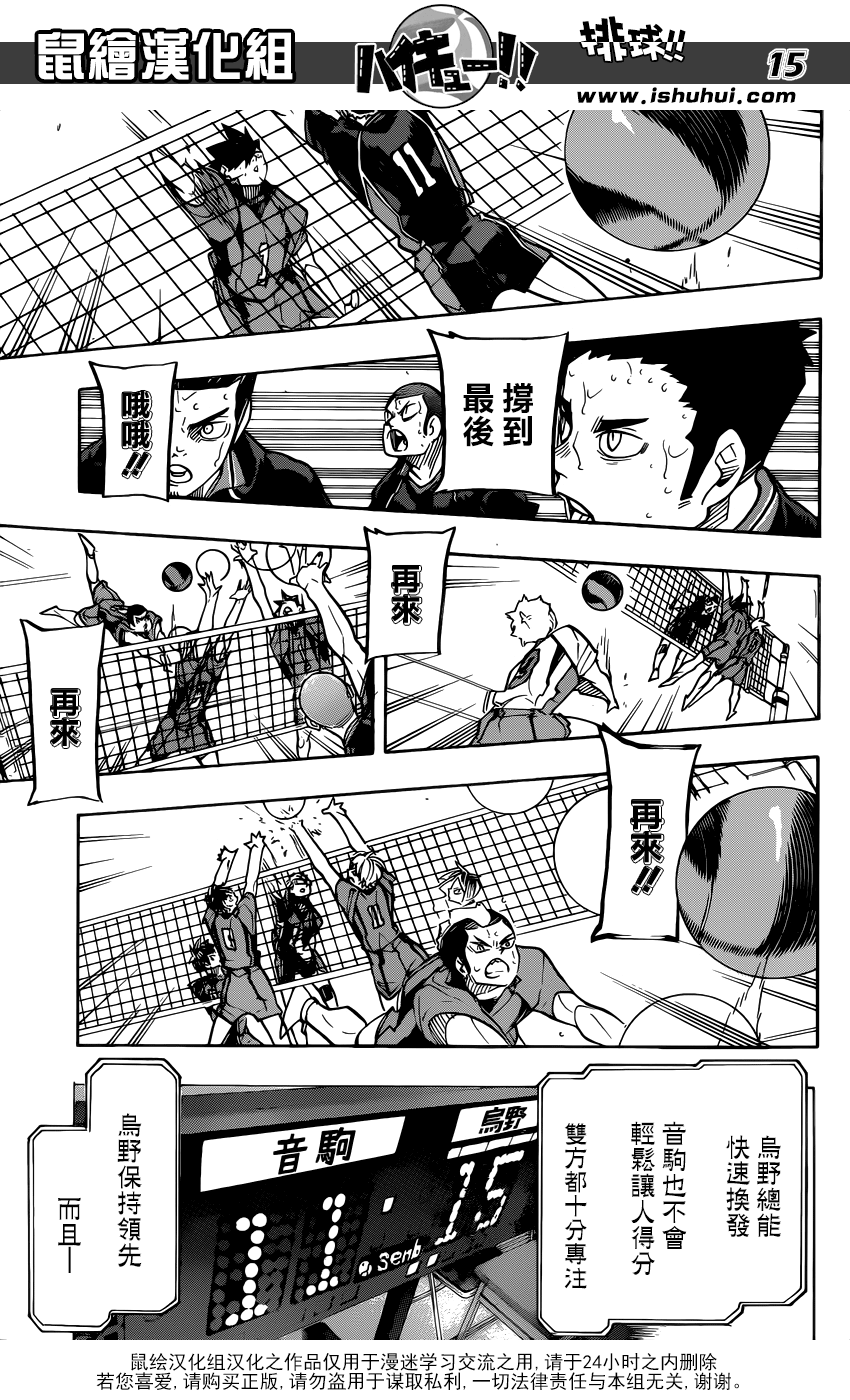 鼠繪漢化組
ハイキュー!!
排球!!
15
www.ishuhui.com
11
1
撐到
最後
哦哦!!
再來
再來
再來!!
11
烏野總能
快速換發
音駒也不會
輕鬆讓人得分
雙方都十分專注
音駒
烏野
11
15
Senb
烏野保持領先
而且—
鼠绘汉化组汉化之作品仅用于漫迷学习交流之用, 请于24小时之内删除
若您喜爱, 请购买正版, 请勿盗用于谋取私利, 一切法律责任与本组无关, 谢谢。